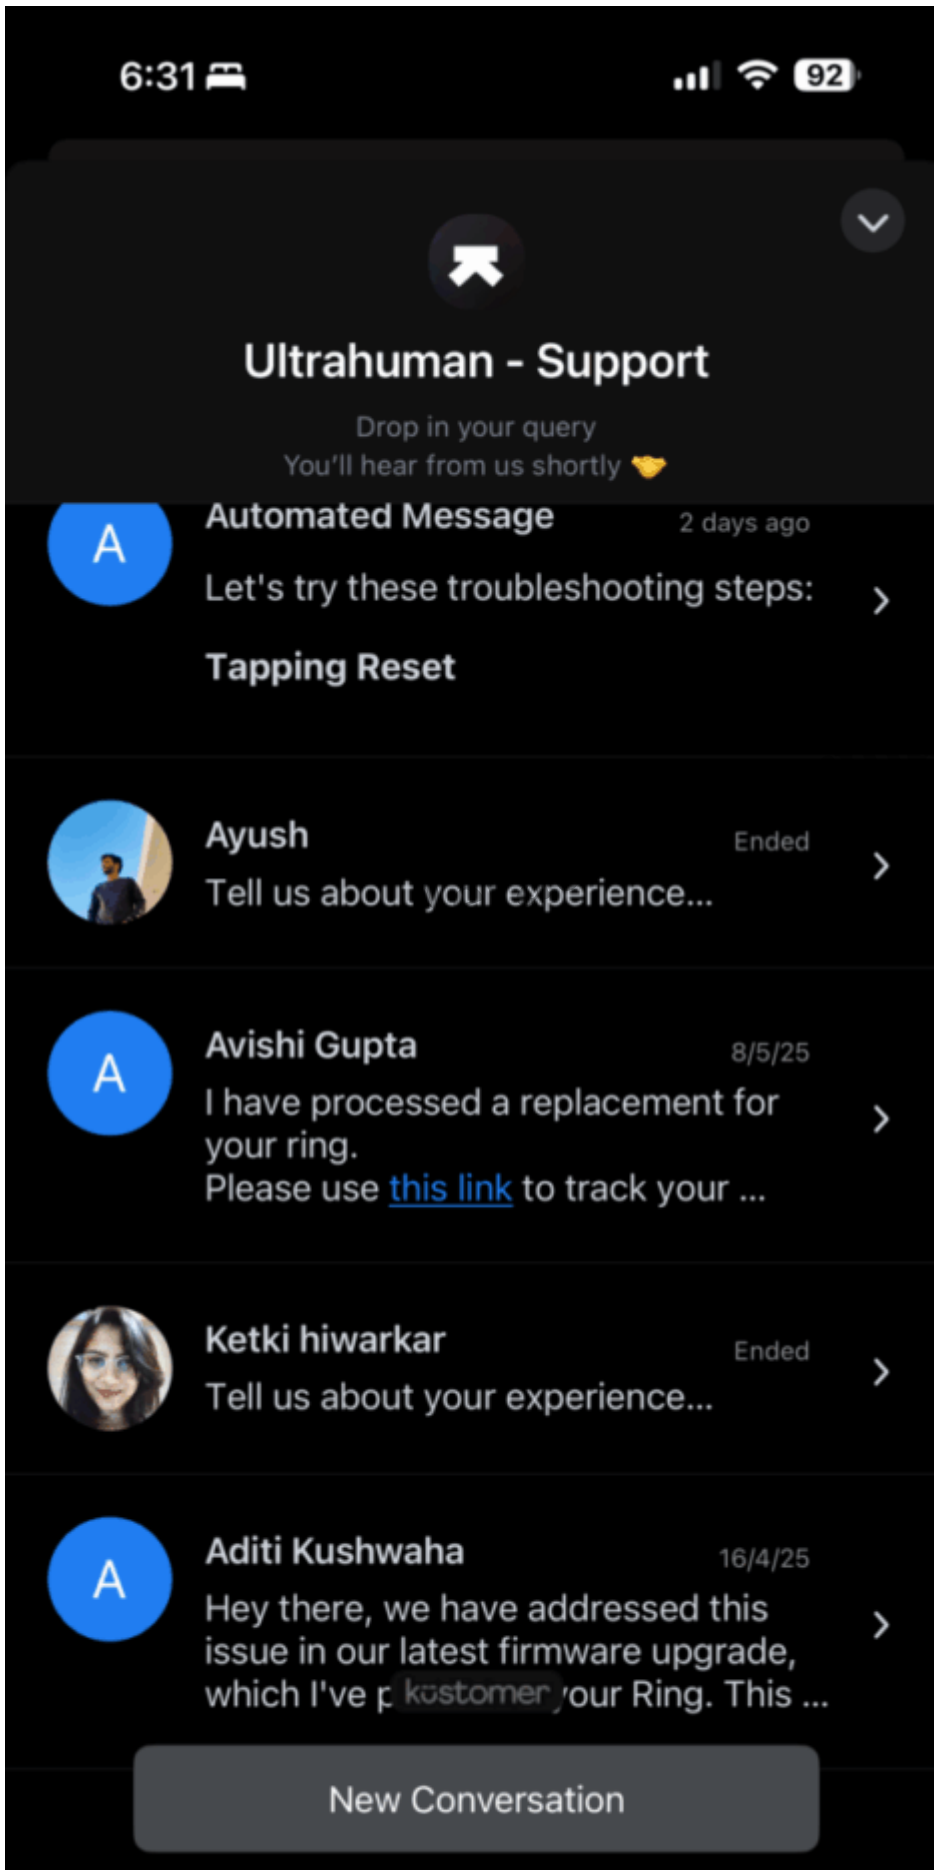 6:31
92
Ultrahuman - Support
Drop in your query
You'll hear from us shortly 🤝
A
Automated Message
2 days ago
Let's try these troubleshooting steps:
Tapping Reset
Ayush
Ended
Tell us about your experience...
A
Avishi Gupta
8/5/25
I have processed a replacement for
your ring.
Please use this link to track your ...
Ketki hiwarkar
Ended
Tell us about your experience...
A
Aditi Kushwaha
16/4/25
Hey there, we have addressed this
issue in our latest firmware upgrade,
which I've your Ring. This ...
kustomer
New Conversation